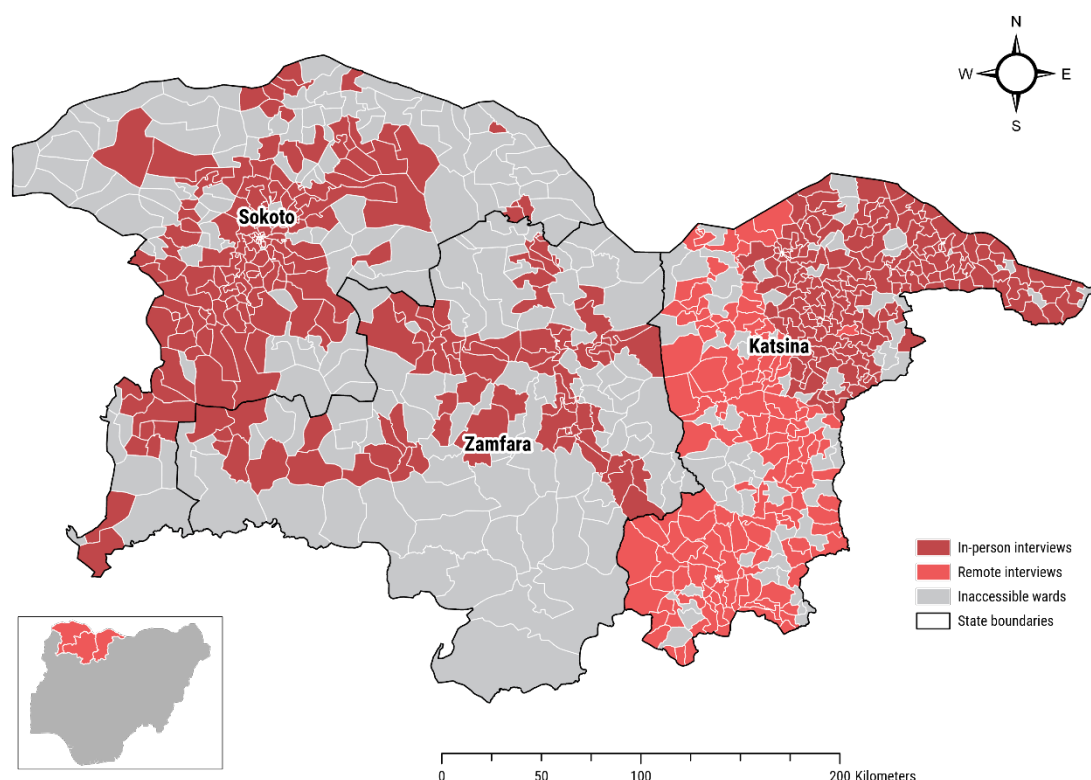 N
W
E
S
Sokoto
Katsina
Zamfara
In-person interviews
Remote interviews
Inaccessible wards
State boundaries
0
50
100
200 Kilometers